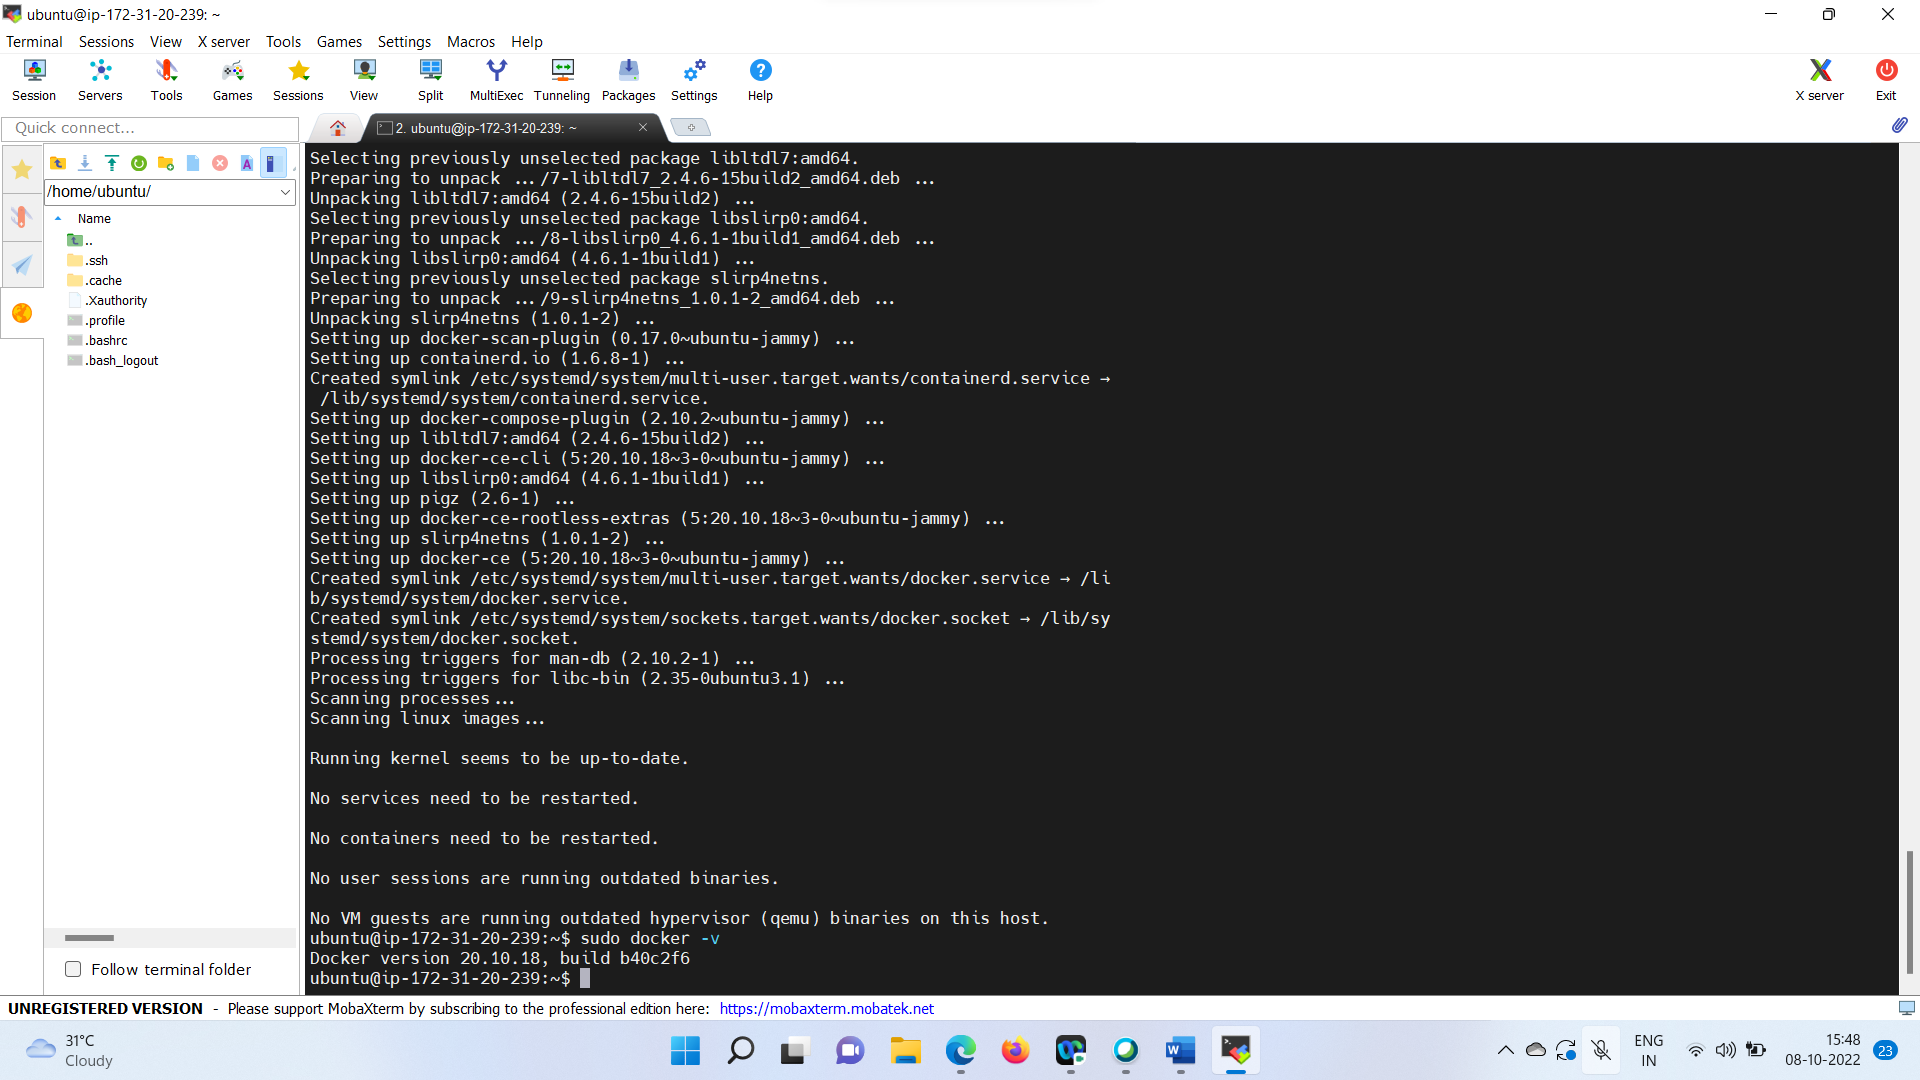 ubuntu@ip-172-31-20-239: ~
Terminal Sessions View X server Tools Games Settings Macros Help
Session Servers Tools Games Sessions View Split MultiExec Tunneling Packages Settings Help X server Exit
Quick connect...
2. ubuntu@ip-172-31-20-239: ~
/home/ubuntu/
Name
..
.ssh
.cache
.Xauthority
.profile
.bashrc
.bash_logout
Follow terminal folder
Selecting previously unselected package libltdl7:amd64.
Preparing to unpack .../7-libltdl7_2.4.6-15build2_amd64.deb ...
Unpacking libltdl7:amd64 (2.4.6-15build2) ...
Selecting previously unselected package libslirp0:amd64.
Preparing to unpack .../8-libslirp0_4.6.1-1build1_amd64.deb ...
Unpacking libslirp0:amd64 (4.6.1-1build1) ...
Selecting previously unselected package slirp4netns.
Preparing to unpack .../9-slirp4netns_1.0.1-2_amd64.deb ...
Unpacking slirp4netns (1.0.1-2) ...
Setting up docker-scan-plugin (0.17.0~ubuntu-jammy) ...
Setting up containerd.io (1.6.8-1) ...
Created symlink /etc/systemd/system/multi-user.target.wants/containerd.service →
/lib/systemd/system/containerd.service.
Setting up docker-compose-plugin (2.10.2~ubuntu-jammy) ...
Setting up libltdl7:amd64 (2.4.6-15build2) ...
Setting up docker-ce-cli (5:20.10.18~3-0~ubuntu-jammy) ...
Setting up libslirp0:amd64 (4.6.1-1build1) ...
Setting up pigz (2.6-1) ...
Setting up docker-ce-rootless-extras (5:20.10.18~3-0~ubuntu-jammy) ...
Setting up slirp4netns (1.0.1-2) ...
Setting up docker-ce (5:20.10.18~3-0~ubuntu-jammy) ...
Created symlink /etc/systemd/system/multi-user.target.wants/docker.service → /li
b/systemd/system/docker.service.
Created symlink /etc/systemd/system/sockets.target.wants/docker.socket → /lib/sy
stemd/system/docker.socket.
Processing triggers for man-db (2.10.2-1) ...
Processing triggers for libc-bin (2.35-0ubuntu3.1) ...
Scanning processes...
Scanning linux images...
Running kernel seems to be up-to-date.
No services need to be restarted.
No containers need to be restarted.
No user sessions are running outdated binaries.
No VM guests are running outdated hypervisor (qemu) binaries on this host.
ubuntu@ip-172-31-20-239:~$ sudo docker -v
Docker version 20.10.18, build b40c2f6
ubuntu@ip-172-31-20-239:~$
UNREGISTERED VERSION - Please support MobaXterm by subscribing to the professional edition here: https://mobaxterm.mobatek.net
31°C
Cloudy
ENG
IN
15:48
08-10-2022
23